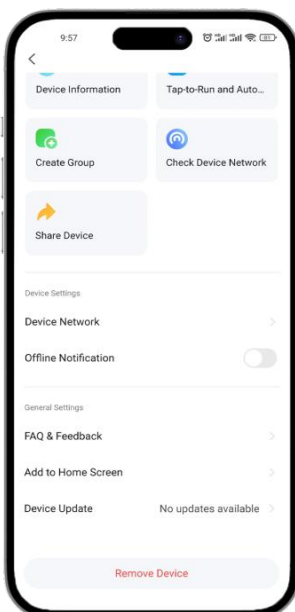 9:57
Device Information
Tap-to-Run and Auto...
Create Group
Check Device Network
Share Device
Device Settings
Device Network
Offline Notification
General Settings
FAQ & Feedback
Add to Home Screen
Device Update No updates available
Remove Device